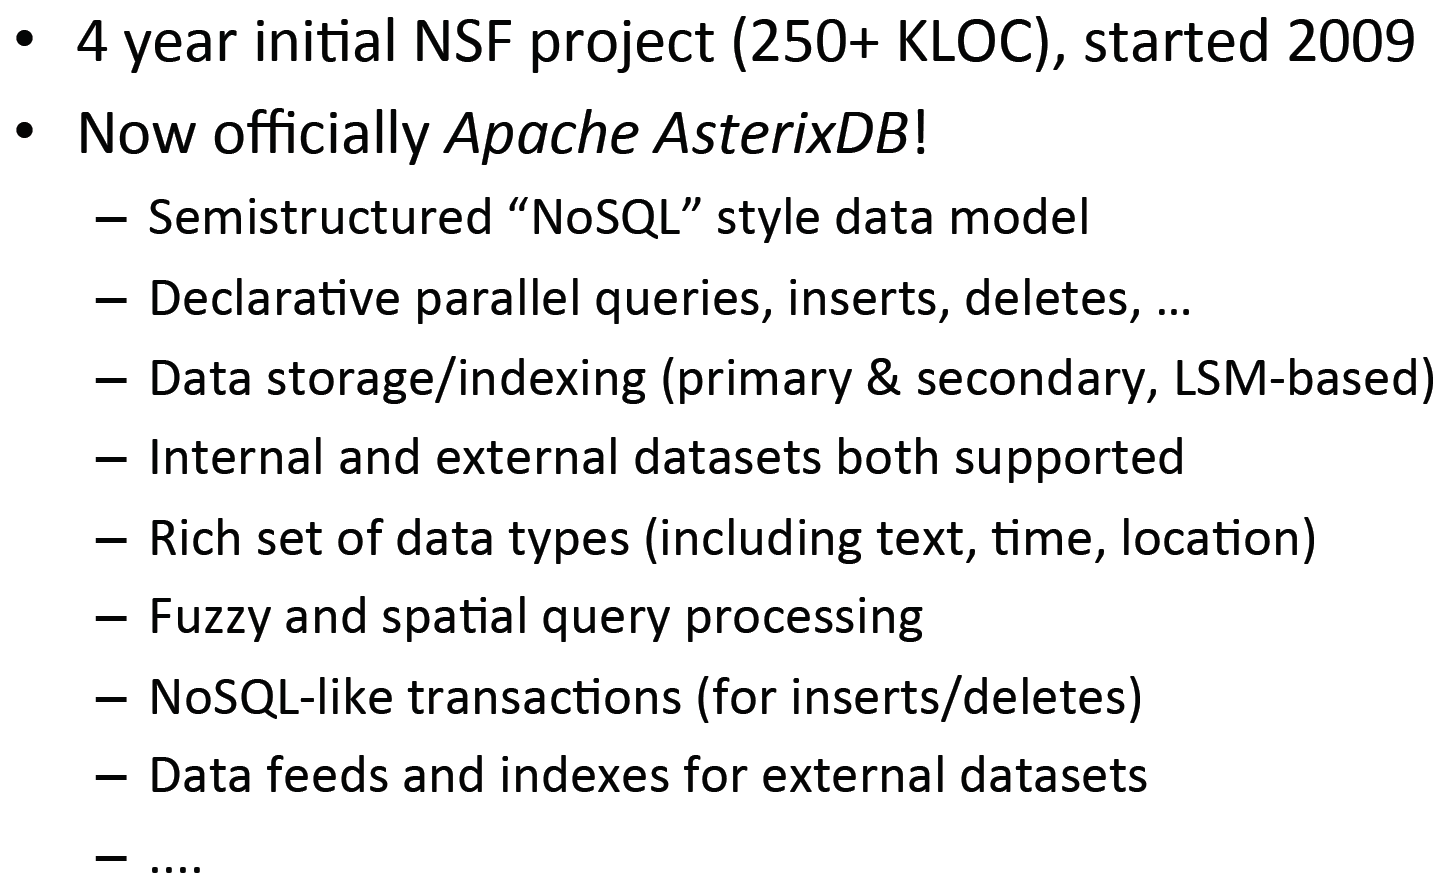 • 4 year initial NSF project (250+ KLOC), started 2009
• Now officially Apache AsterixDB!
– Semistructured “NoSQL” style data model
– Declarative parallel queries, inserts, deletes, …
– Data storage/indexing (primary & secondary, LSM-based)
– Internal and external datasets both supported
– Rich set of data types (including text, time, location)
– Fuzzy and spatial query processing
– NoSQL-like transactions (for inserts/deletes)
– Data feeds and indexes for external datasets
– ....